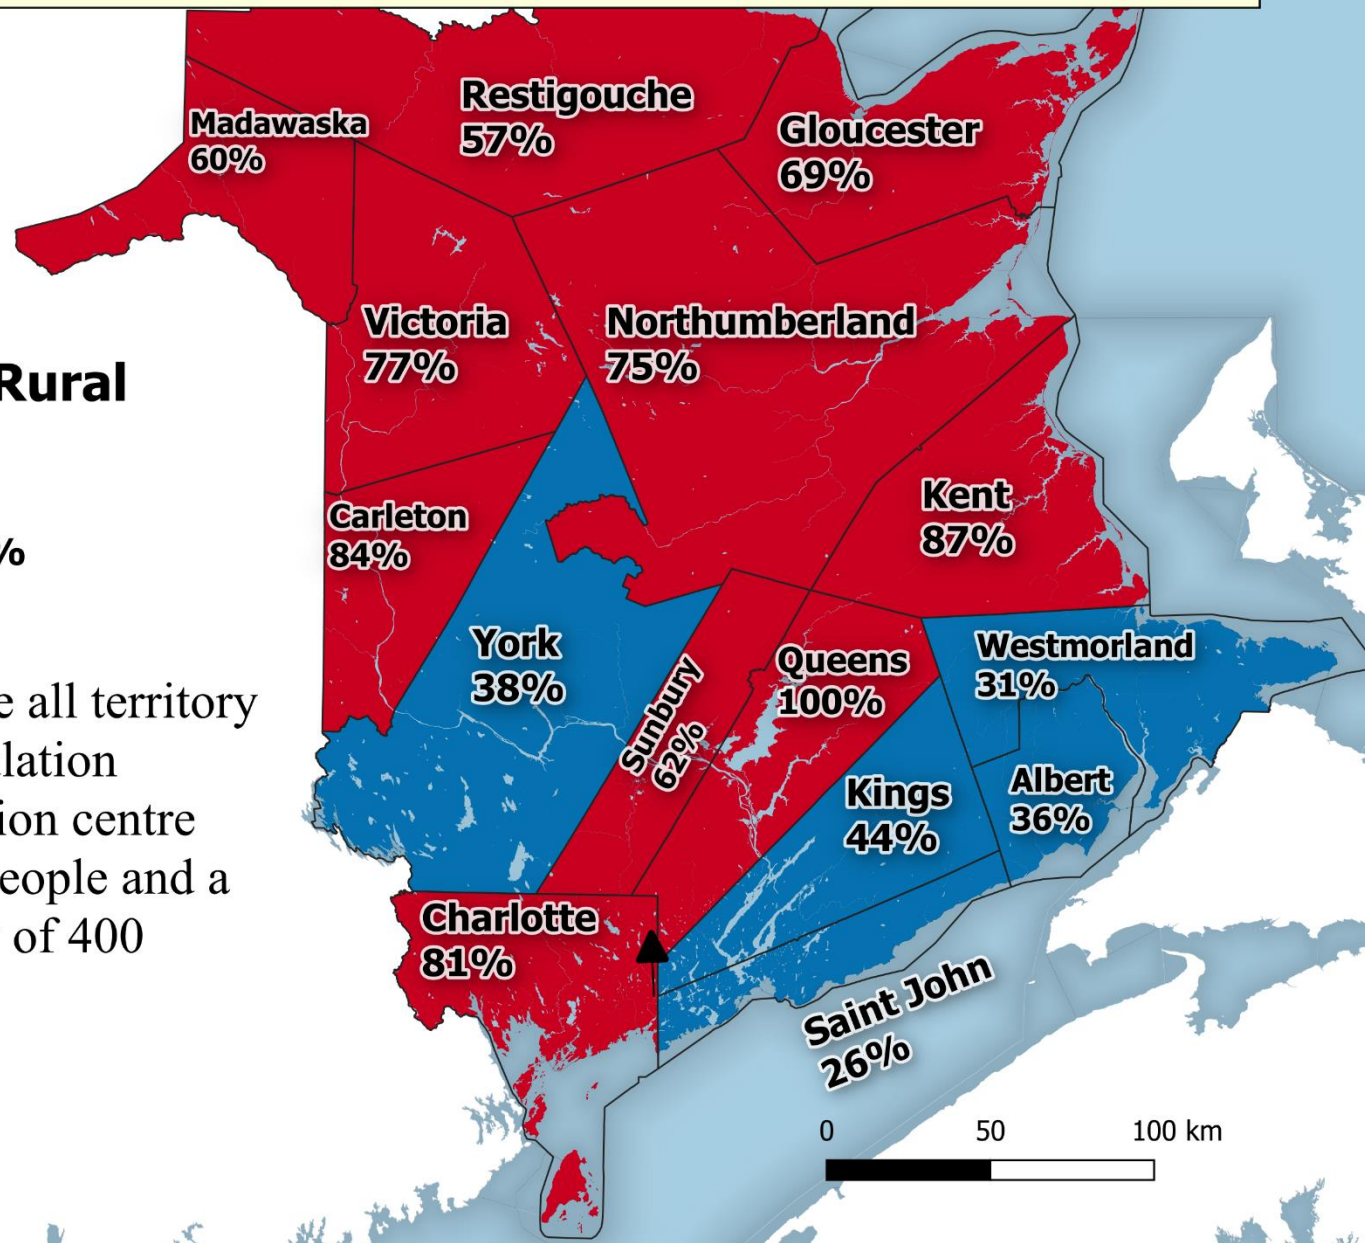 Restigouche
57%
Madawaska
60%
Gloucester
69%
Victoria
77%
Northumberland
75%
Rural
%
Carleton
84%
Kent
87%
York
38%
Sunbury
62%
Queens
100%
Westmorland
31%
all territory
centre
eople and a
of 400
Kings
44%
Albert
36%
Charlotte
81%
Saint John
26%
0 50 100 km